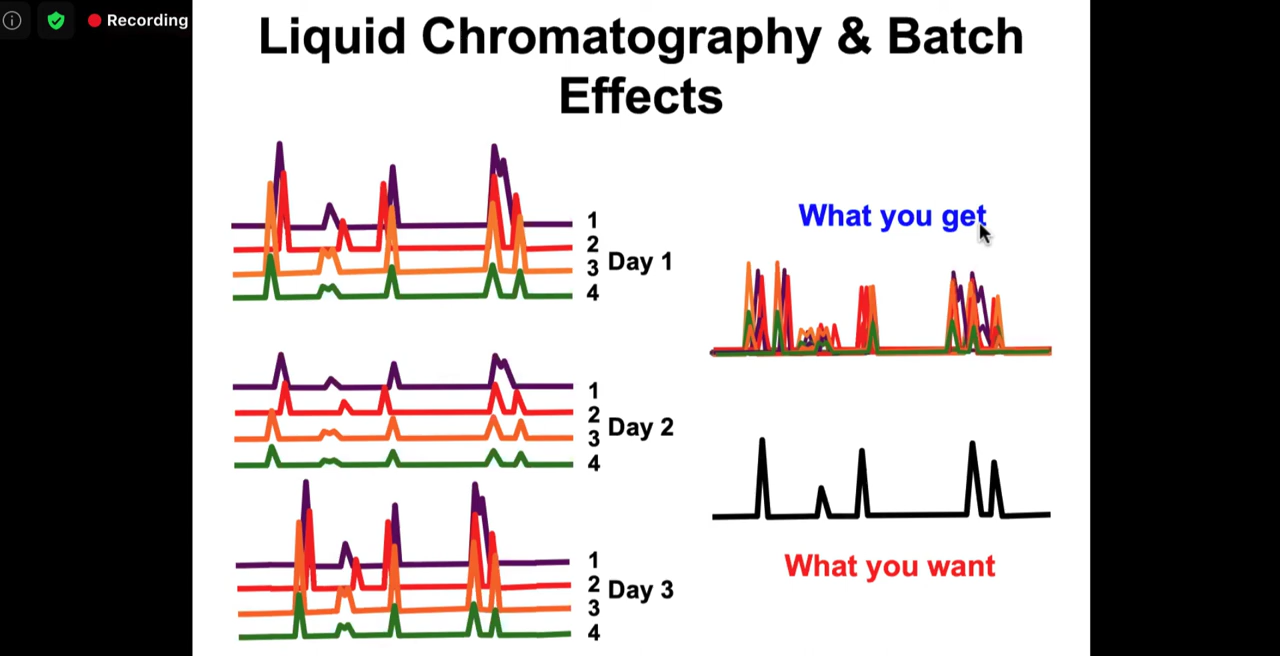 Recording
Liquid Chromatography & Batch
Effects
1
2
3
4
Day 1
1
2
3
4
Day 2
1
2
3
4
Day 3
What you get
What you want